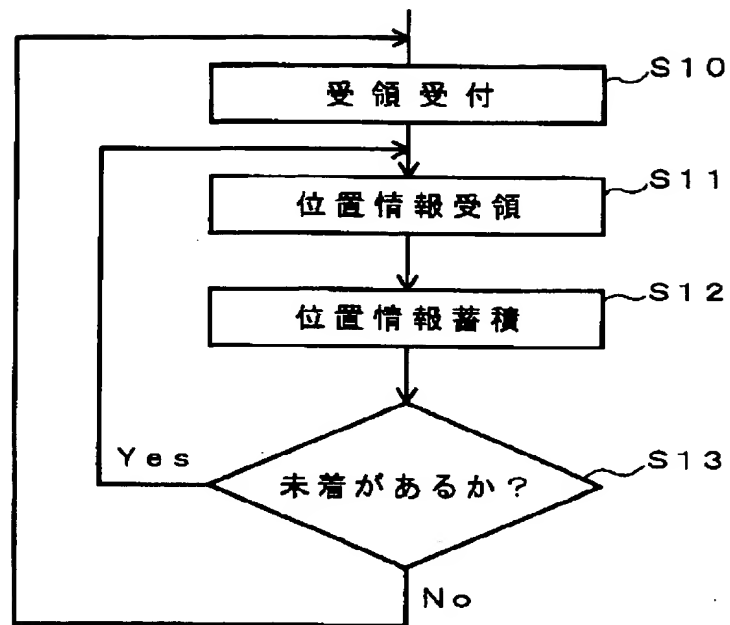 受領受付
S10
位置情報受領
S11
位置情報蓄積
S12
未着があるか?
S13
Yes
No